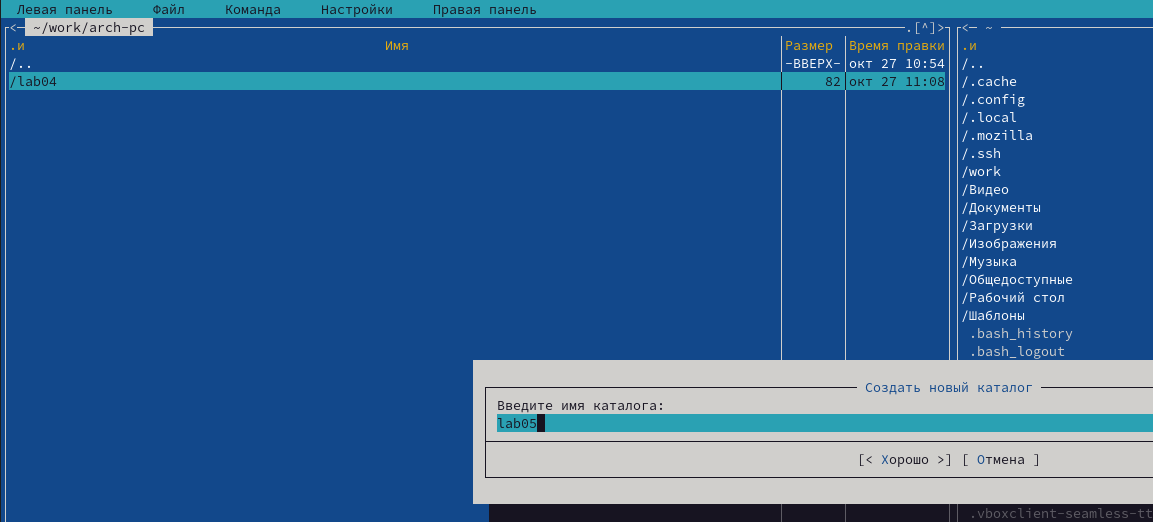 Левая панель Файл Команда Настройки Правая панель
<─ ~/work/arch-pc .[^]> <─ ~
.и Имя Размер Время правки .и
/.. -ВВЕРХ- окт 27 10:54 /..
/lab04 82 окт 27 11:08 /.cache
/.config
/.local
/.mozilla
/.ssh
/work
/Видео
/Документы
/Загрузки
/Изображения
/Музыка
/Общедоступные
/Рабочий стол
/Шаблоны
.bash_history
.bash_logout
Создать новый каталог
Введите имя каталога:
lab05
[< Хорошо >] [ Отмена ]
.vboxclient-seamless-tt